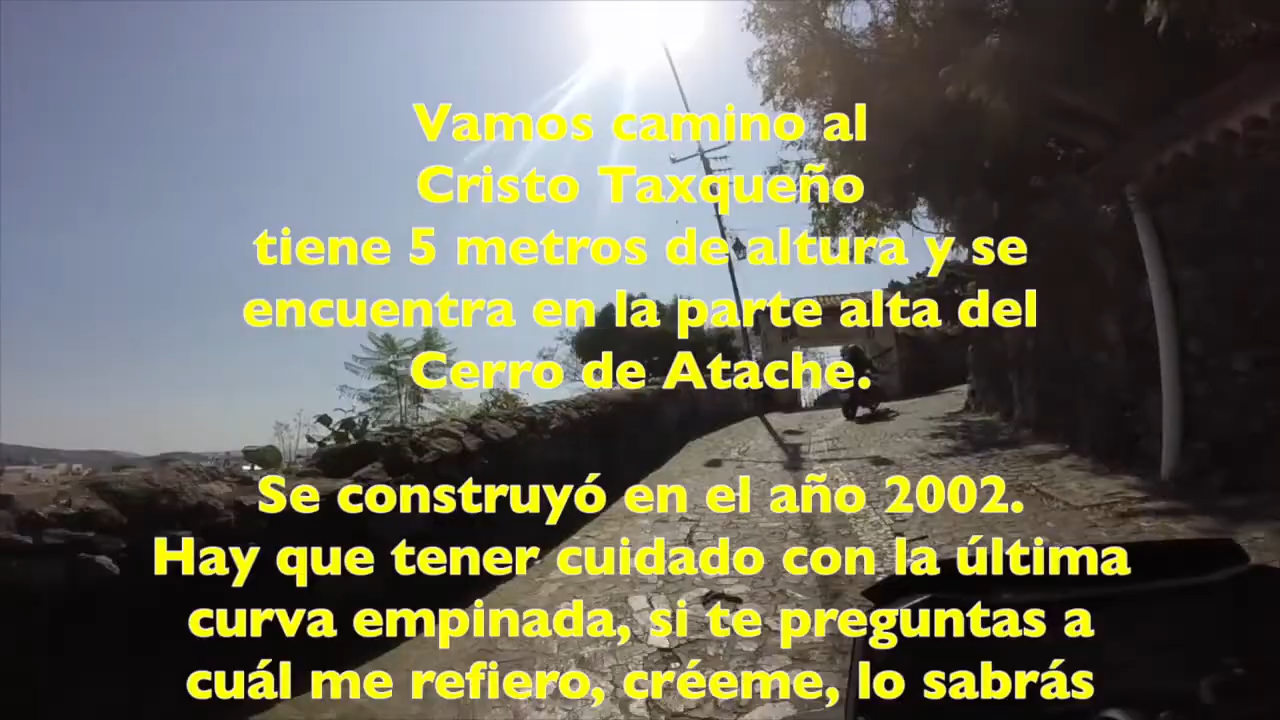 Vamos camino al
Cristo Taxqueño
tiene 5 metros de altura y se
encuentra en la parte alta del
Cerro de Atache.
Se construyó en el año 2002.
Hay que tener cuidado con la última
curva empinada, si te preguntas a
cuál me refiero, créeme, lo sabrás